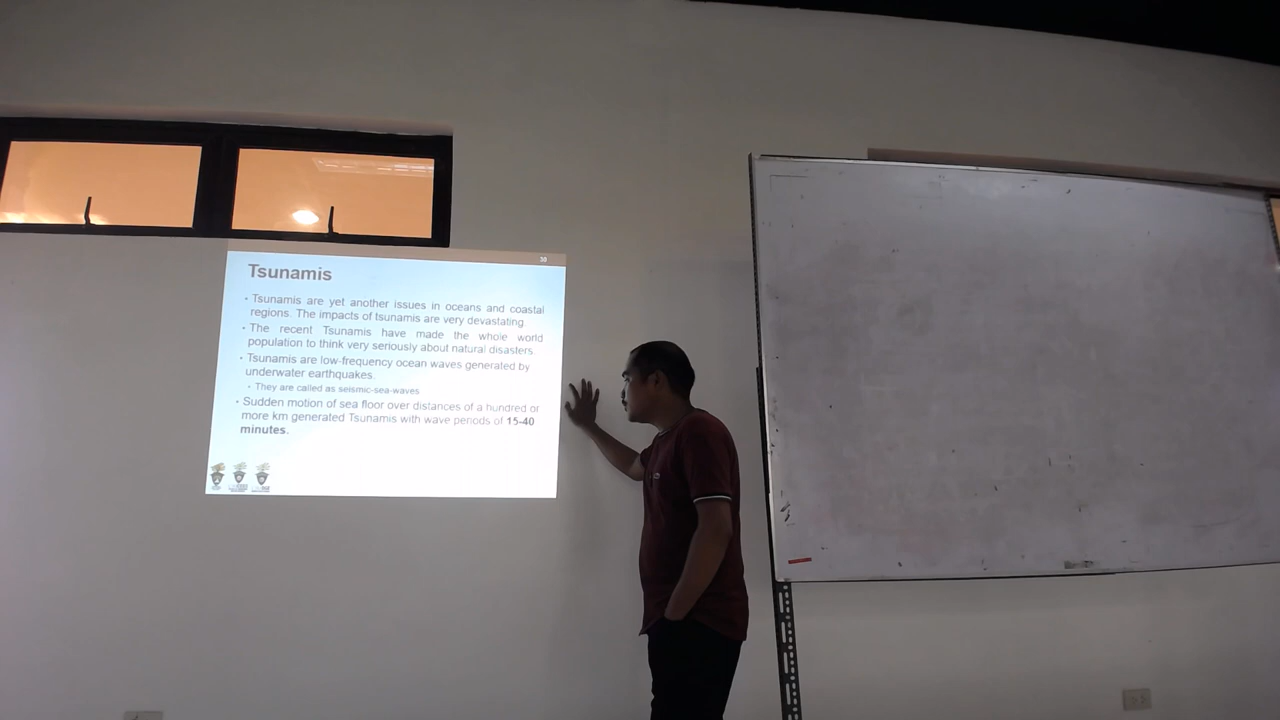 30
Tsunamis
• Tsunamis are yet another issues in oceans and coastal
regions. The impacts of tsunamis are very devastating.
• The recent Tsunamis have made the whole world
population to think very seriously about natural disasters.
• Tsunamis are low-frequency ocean waves generated by
underwater earthquakes.
• They are called as seismic-sea-waves
• Sudden motion of sea floor over distances of a hundred or
more km generated Tsunamis with wave periods of 15-40
minutes.